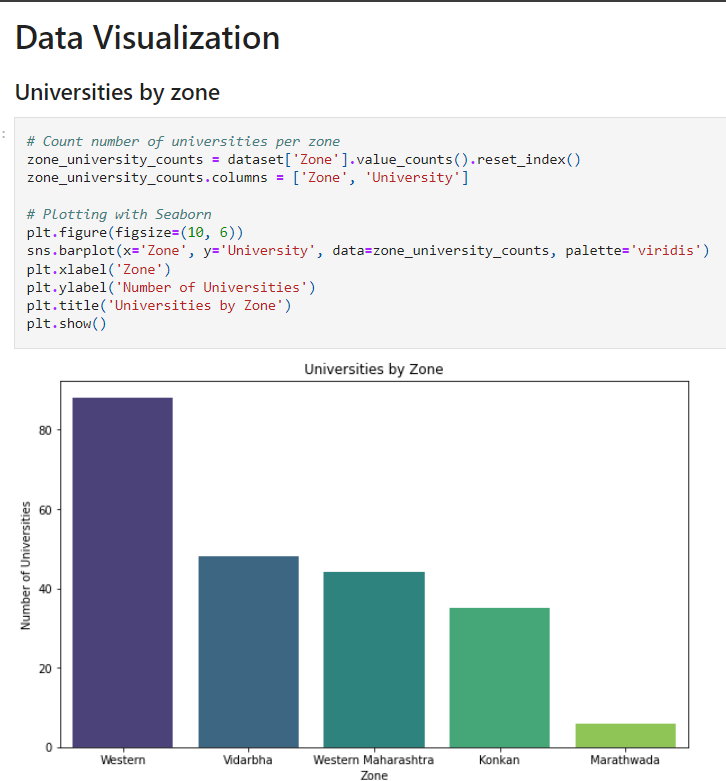 Data Visualization
Universities by zone
:
# Count number of universities per zone
zone_university_counts = dataset['Zone'].value_counts().reset_index()
zone_university_counts.columns = ['Zone', 'University']
# Plotting with Seaborn
plt.figure(figsize=(10, 6))
sns.barplot(x='Zone', y='University', data=zone_university_counts, palette='viridis')
plt.xlabel('Zone')
plt.ylabel('Number of Universities')
plt.title('Universities by Zone')
plt.show()
Universities by Zone
Number of Universities
80
60
40
20
0
Western Vidarbha Western Maharashtra Konkan Marathwada
Zone